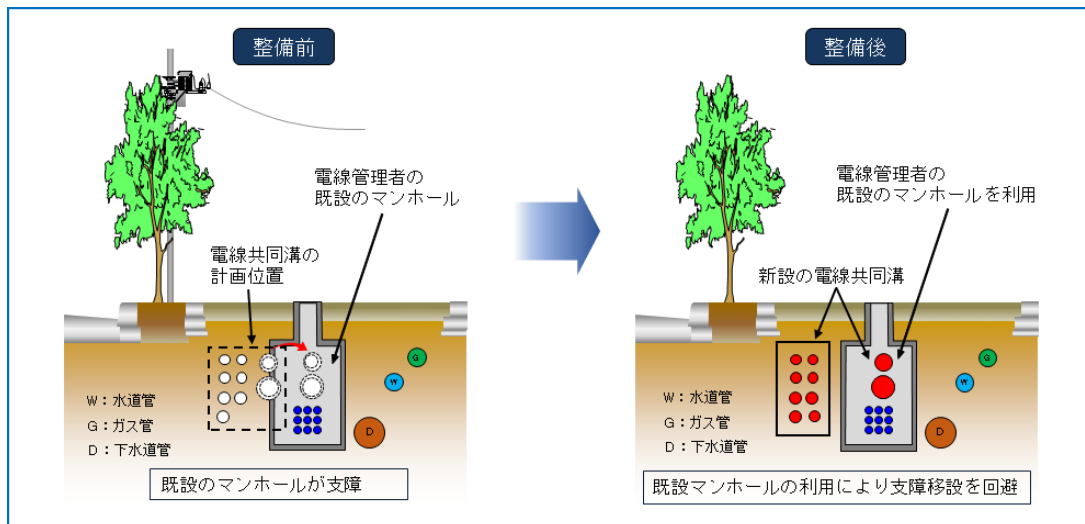 整備前
電線管理者の
既設のマンホール
電線共同溝の
計画位置
G
W
D
W：水道管
G：ガス管
D：下水道管
既設のマンホールが支障
整備後
電線管理者の
既設のマンホールを利用
新設の電線共同溝
G
W
D
W：水道管
G：ガス管
D：下水道管
既設マンホールの利用により支障移設を回避